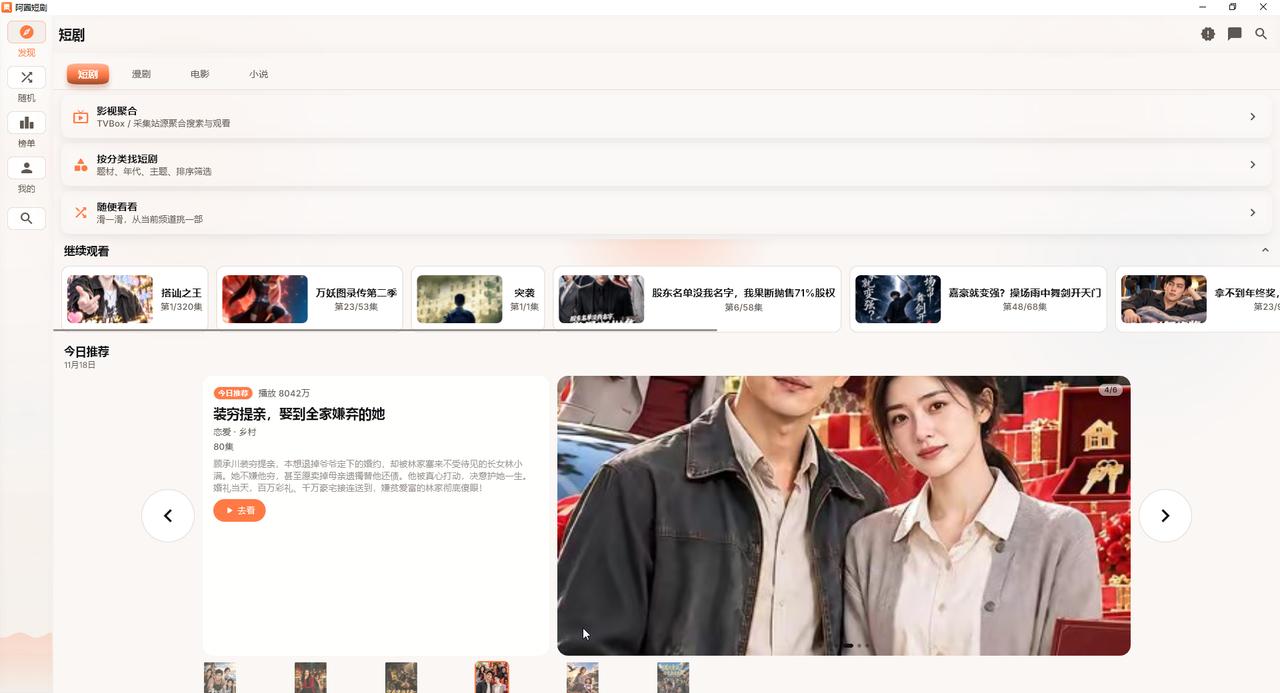 阿圆短剧
发现
随机
榜单
我的
短剧
短剧
漫剧
电影
小说
影视聚合
TVBox / 采集站源聚合搜索与观看
按分类找短剧
题材、年代、主题、排序筛选
随便看看
滑一滑，从当前频道挑一部
继续观看
搭讪之王
第1/320集
万妖图录传第二季
第23/53集
突袭
第1/1集
股东名单没我名字，我果断抛售71%股权
第6/58集
嘉豪就变强？操场雨中舞剑开天门
第48/68集
拿不到年终奖，
第23/
今日推荐
11月18日
今日推荐
播放 8042万
装穷提亲，娶到全家嫌弃的她
恋爱 · 乡村
80集
顾承川装穷提亲，本想退掉爷爷定下的婚约，却被林家塞来不受待见的长女林小
满。她不嫌他穷，甚至愿卖掉母亲遗镯替他还债。他被真心打动，决意护她一生。
婚礼当天，百万彩礼、千万豪宅接连送到，嫌贫爱富的林家彻底傻眼！
去看
4/6